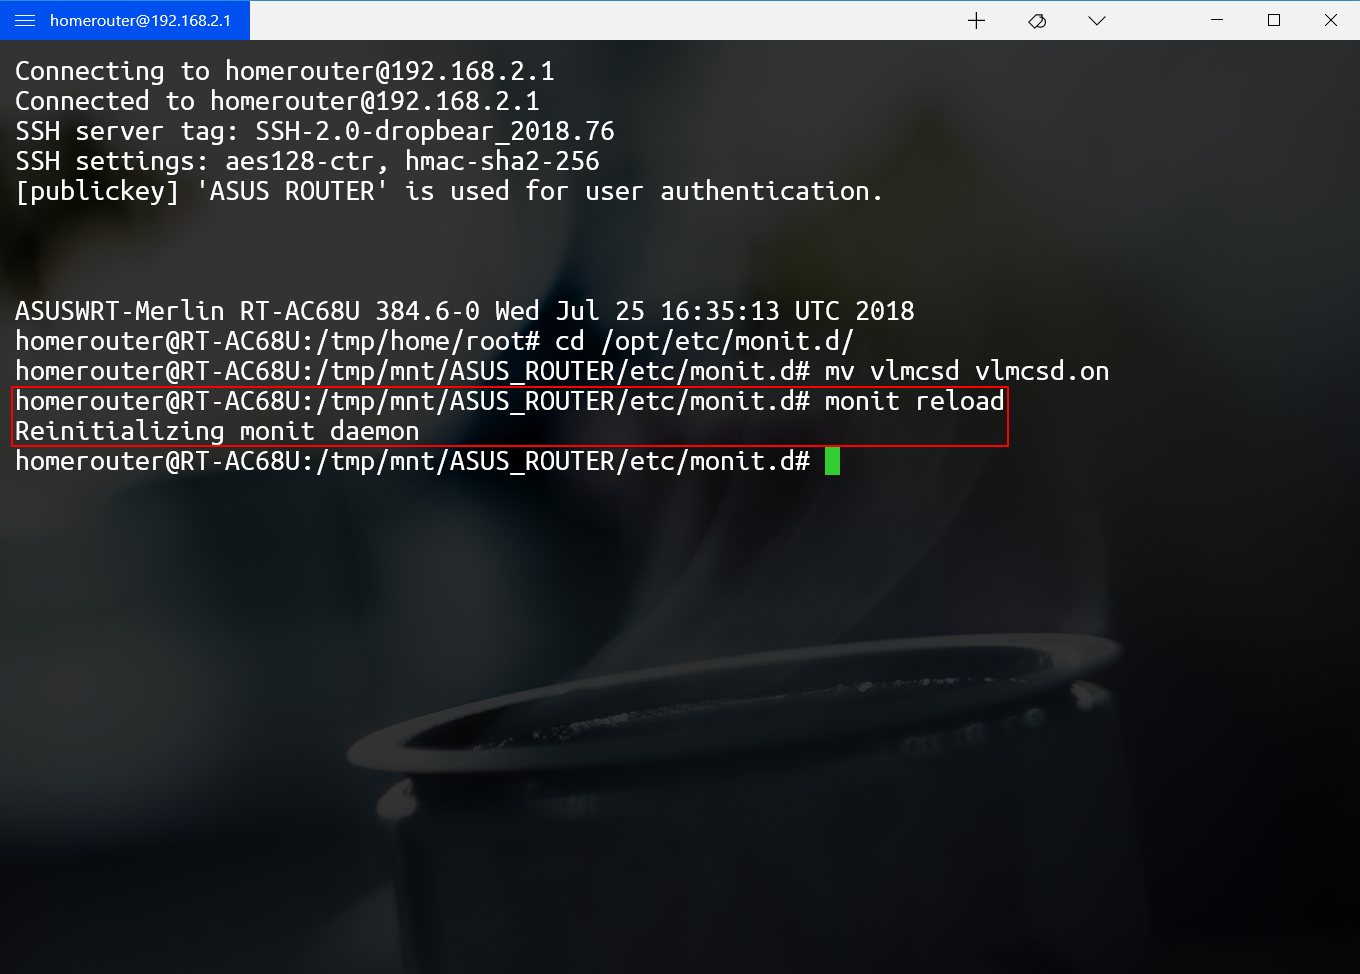 homerouter@192.168.2.1
Connecting to homerouter@192.168.2.1
Connected to homerouter@192.168.2.1
SSH server tag: SSH-2.0-dropbear_2018.76
SSH settings: aes128-ctr, hmac-sha2-256
[publickey] 'ASUS ROUTER' is used for user authentication.
ASUSWRT-Merlin RT-AC68U 384.6-0 Wed Jul 25 16:35:13 UTC 2018
homerouter@RT-AC68U:/tmp/home/root# cd /opt/etc/monit.d/
homerouter@RT-AC68U:/tmp/mnt/ASUS_ROUTER/etc/monit.d# mv vlmcsd vlmcsd.on
homerouter@RT-AC68U:/tmp/mnt/ASUS_ROUTER/etc/monit.d# monit reload
Reinitializing monit daemon
homerouter@RT-AC68U:/tmp/mnt/ASUS_ROUTER/etc/monit.d#